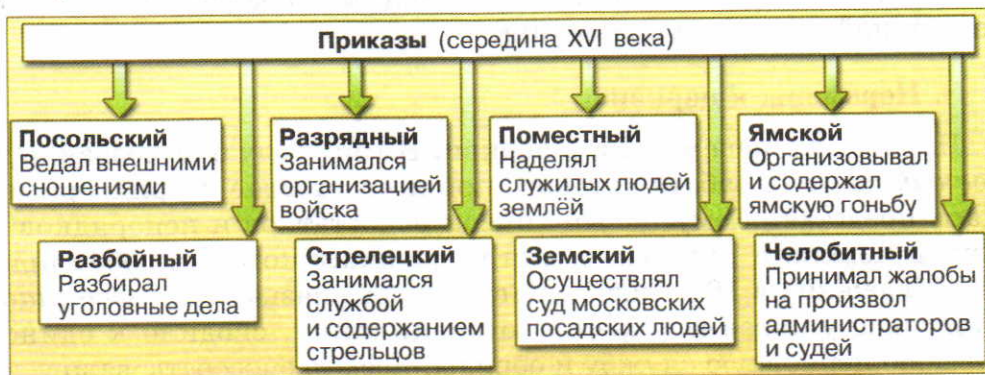 Приказы (середина XVI века)
Посольский
Ведал внешними
сношениями
Разрядный
Занимался
организацией
войска
Поместный
Наделял
служилых людей
землёй
Ямской
Организовывал
и содержал
ямскую гоньбу
Разбойный
Разбирал
уголовные дела
Стрелецкий
Занимался
службой
и содержанием
стрельцов
Земский
Осуществлял
суд московских
посадских людей
Челобитный
Принимал жалобы
на произвол
администраторов
и судей